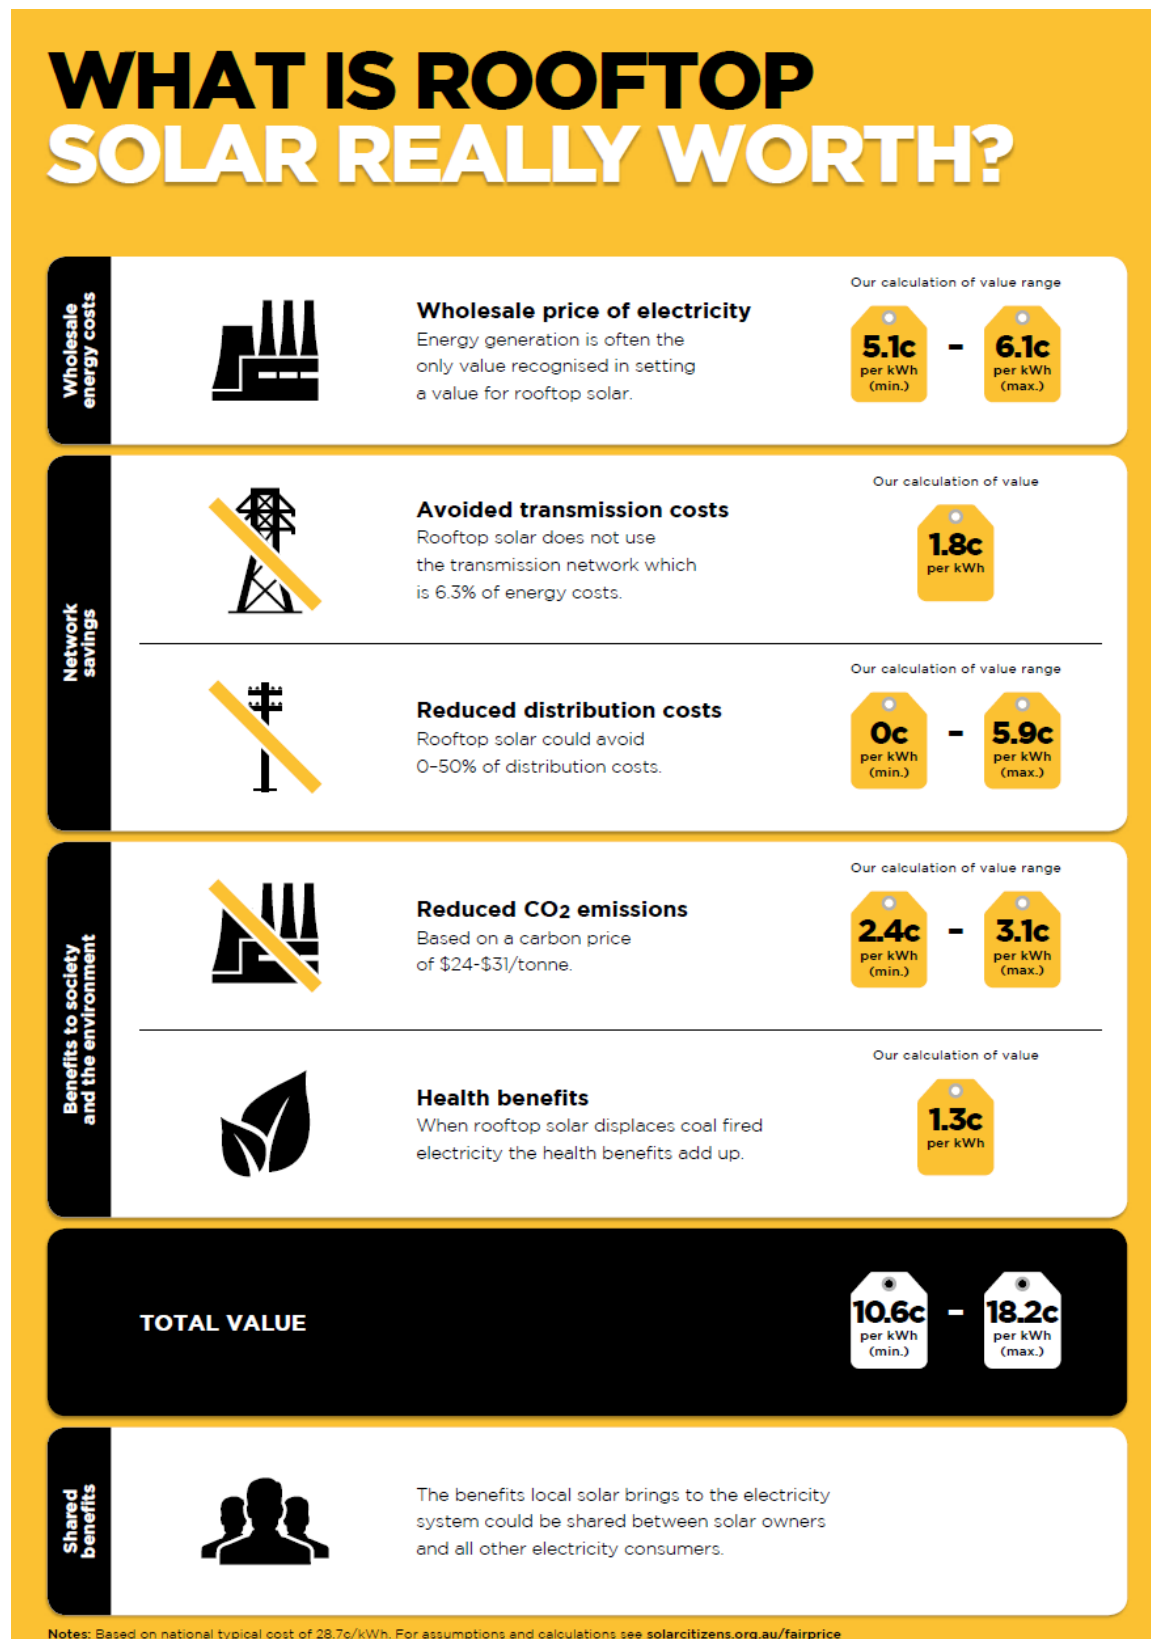 WHAT IS ROOFTOP
SOLAR REALLY WORTH?
Wholesale
energy costs
Wholesale price of electricity
Energy generation is often the
only value recognised in setting
a value for rooftop solar.
Our calculation of value range
5.1c
per kWh
(min.)
–
6.1c
per kWh
(max.)
Network
savings
Avoided transmission costs
Rooftop solar does not use
the transmission network which
is 6.3% of energy costs.
Our calculation of value
1.8c
per kWh
Reduced distribution costs
Rooftop solar could avoid
0–50% of distribution costs.
Our calculation of value range
0c
per kWh
(min.)
–
5.9c
per kWh
(max.)
Benefits to society
and the environment
Reduced CO2 emissions
Based on a carbon price
of $24-$31/tonne.
Our calculation of value range
2.4c
per kWh
(min.)
–
3.1c
per kWh
(max.)
Health benefits
When rooftop solar displaces coal fired
electricity the health benefits add up.
Our calculation of value
1.3c
per kWh
TOTAL VALUE
10.6c
per kWh
(min.)
–
18.2c
per kWh
(max.)
Shared
benefits
The benefits local solar brings to the electricity
system could be shared between solar owners
and all other electricity consumers.
Notes: Based on national typical cost of 28.7c/kWh. For assumptions and calculations see solarcitizens.org.au/fairprice